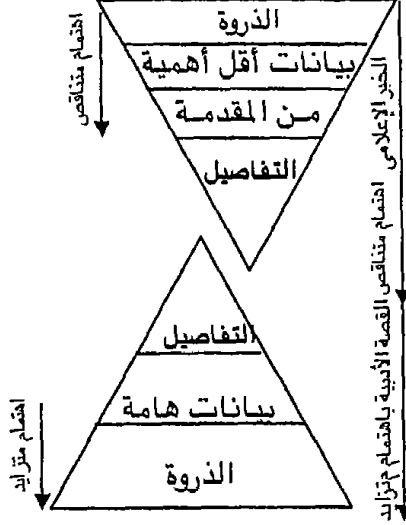 الذروة
بيانات أقل أهمية
من المقدمة
التفاصيل
اهتمام متناقص
الخبر الإعلامى اهتمام متناقص القصة الأدبية باهتمام متزايد
التفاصيل
بيانات هامة
الذروة
اهتمام متزايد